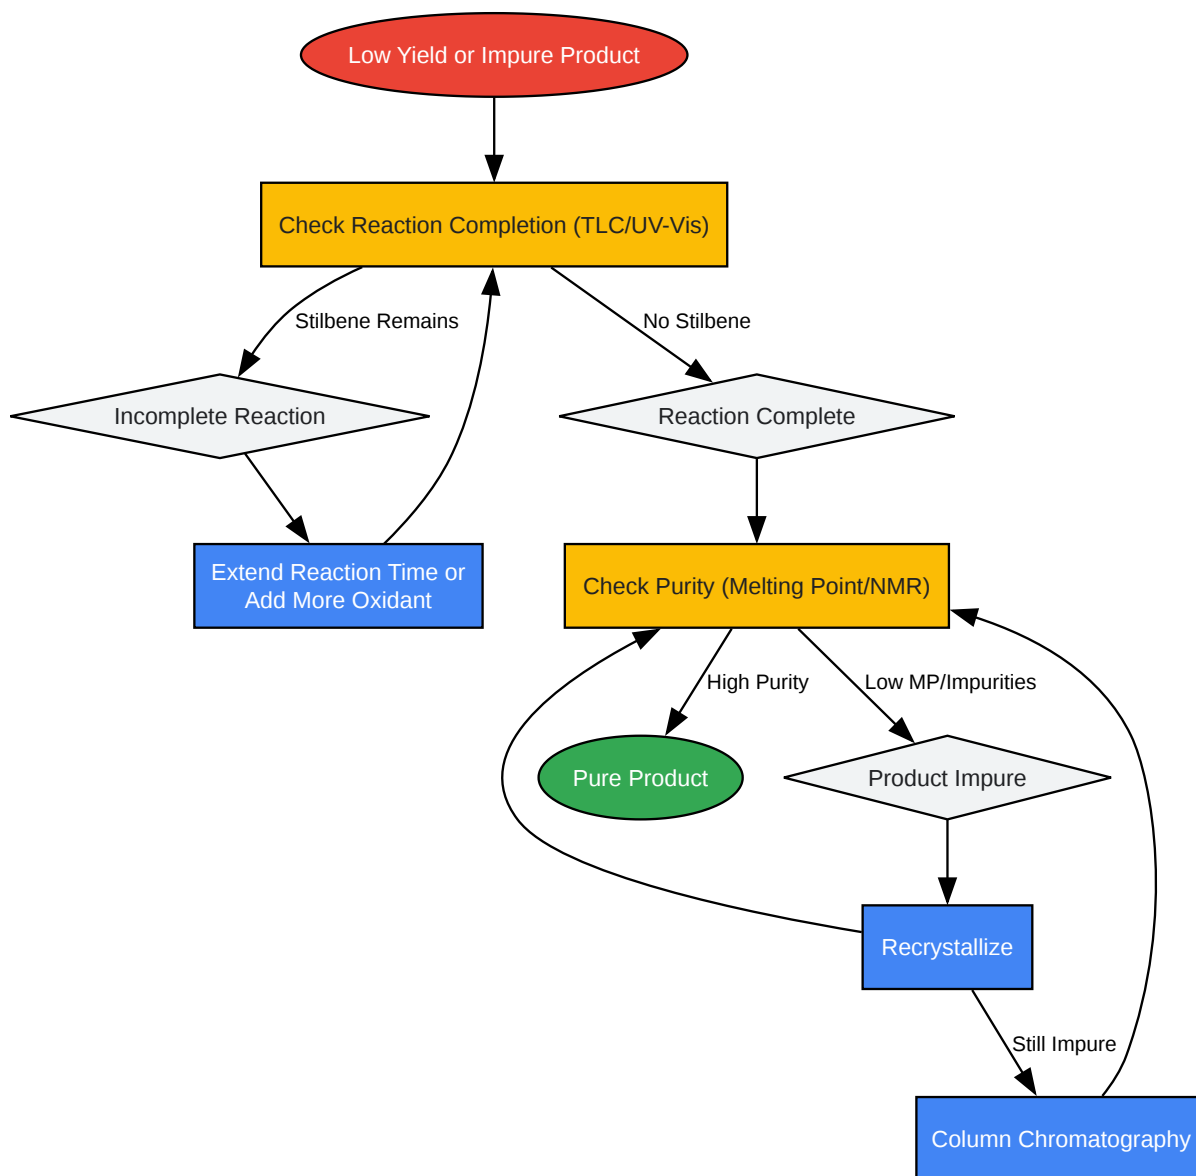 Low Yield or Impure Product
Check Reaction Completion (TLC/UV-Vis)
Stilbene Remains
No Stilbene
Incomplete Reaction
Reaction Complete
Extend Reaction Time or
Add More Oxidant
Check Purity (Melting Point/NMR)
High Purity
Low MP/Impurities
Pure Product
Product Impure
Recrystallize
Still Impure
Column Chromatography